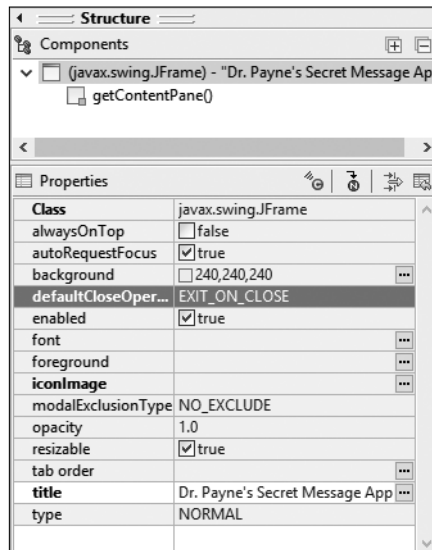 Structure
Components
(javax.swing.JFrame) - "Dr. Payne's Secret Message Ap
getContentPane()
Properties
Class javax.swing.JFrame
alwaysOnTop false
autoRequestFocus true
background 240,240,240
defaultCloseOper... EXIT_ON_CLOSE
enabled true
font
foreground
iconImage
modalExclusionType NO_EXCLUDE
opacity 1.0
resizable true
tab order
title Dr. Payne's Secret Message App
type NORMAL